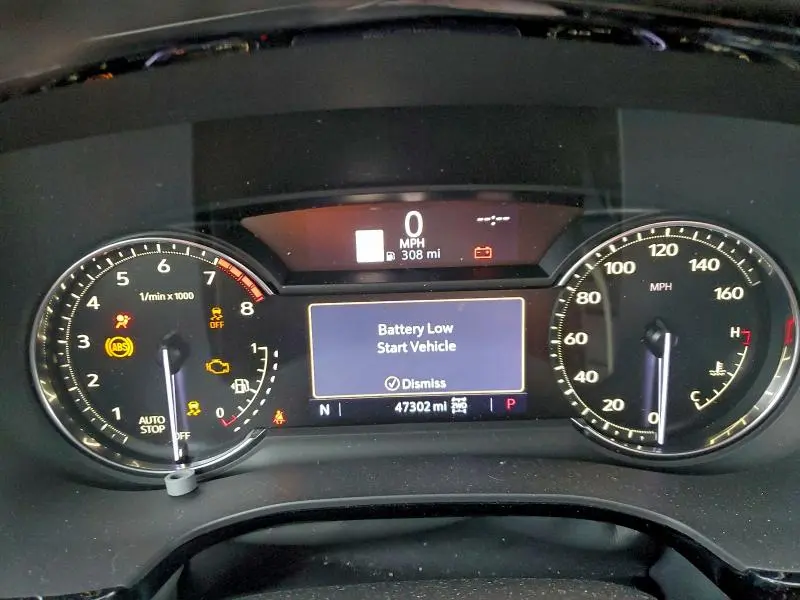 0
MPH
308 mi
--:--
1/min x 1000
1
2
3
4
5
6
7
8
OFF
ABS
AUTO
STOP
OFF
1
0
Battery Low
Start Vehicle
Dismiss
N
47302 mi
2WD
P
MPH
0
20
40
60
80
100
120
140
160
H
C